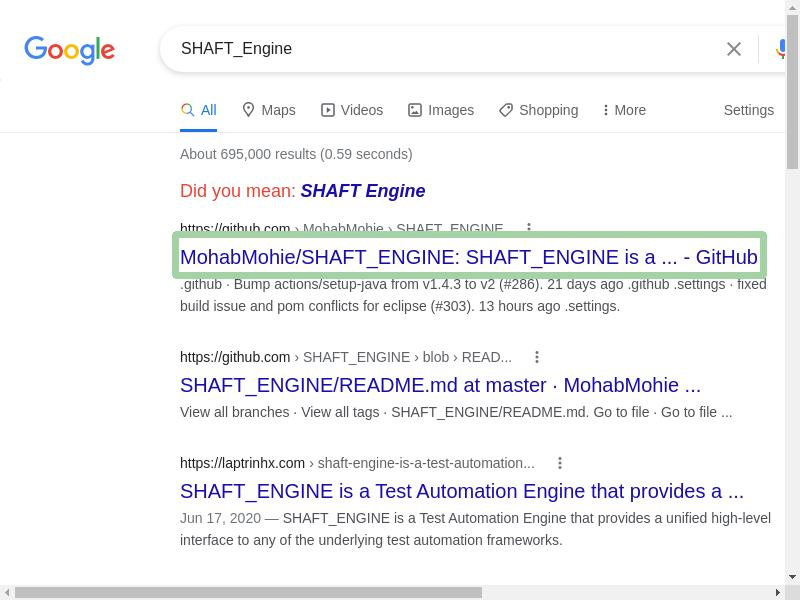 Google
SHAFT_Engine
All Maps Videos Images Shopping More Settings
About 695,000 results (0.59 seconds)
Did you mean: SHAFT Engine
https://github.com › MohabMohie › SHAFT_ENGINE
MohabMohie/SHAFT_ENGINE: SHAFT_ENGINE is a ... - GitHub
.github · Bump actions/setup-java from v1.4.3 to v2 (#286). 21 days ago .github .settings · fixed
build issue and pom conflicts for eclipse (#303). 13 hours ago .settings.
https://github.com › SHAFT_ENGINE › blob › READ...
SHAFT_ENGINE/README.md at master · MohabMohie ...
View all branches · View all tags · SHAFT_ENGINE/README.md. Go to file · Go to file ...
https://laptrinhx.com › shaft-engine-is-a-test-automation...
SHAFT_ENGINE is a Test Automation Engine that provides a ...
Jun 17, 2020 — SHAFT_ENGINE is a Test Automation Engine that provides a unified high-level
interface to any of the underlying test automation frameworks.